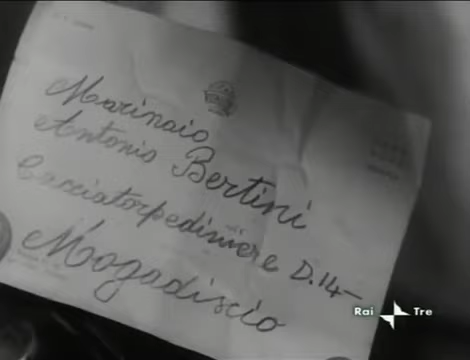 Marinaio
Antonio Bertini
Cacciatorpediniere D.14-
Mogadiscio
Rai Tre